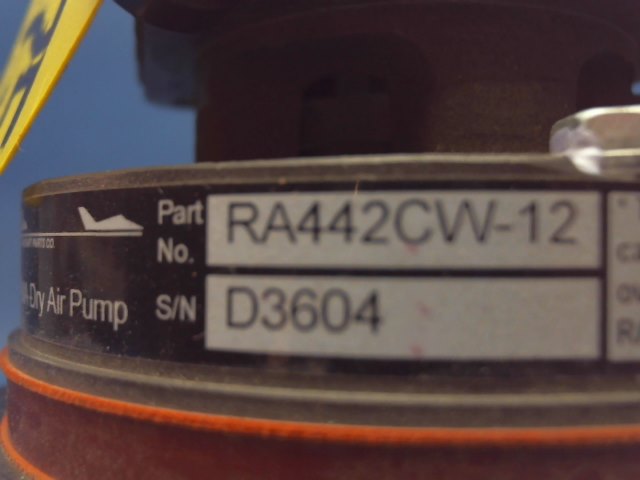 Part No. RA442CW-12
Dry Air Pump
S/N D3604